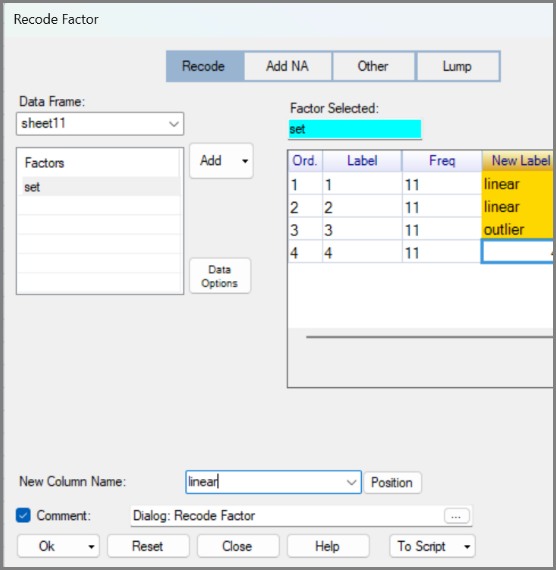 Recode Factor
Recode Add NA Other Lump
Data Frame:
sheet11
Factors
set
Add
Data
Options
Factor Selected:
set
Ord. Label Freq New Label
1 1 11 linear
2 2 11 linear
3 3 11 outlier
4 4 11
New Column Name: linear Position
Comment: Dialog: Recode Factor ...
Ok Reset Close Help To Script